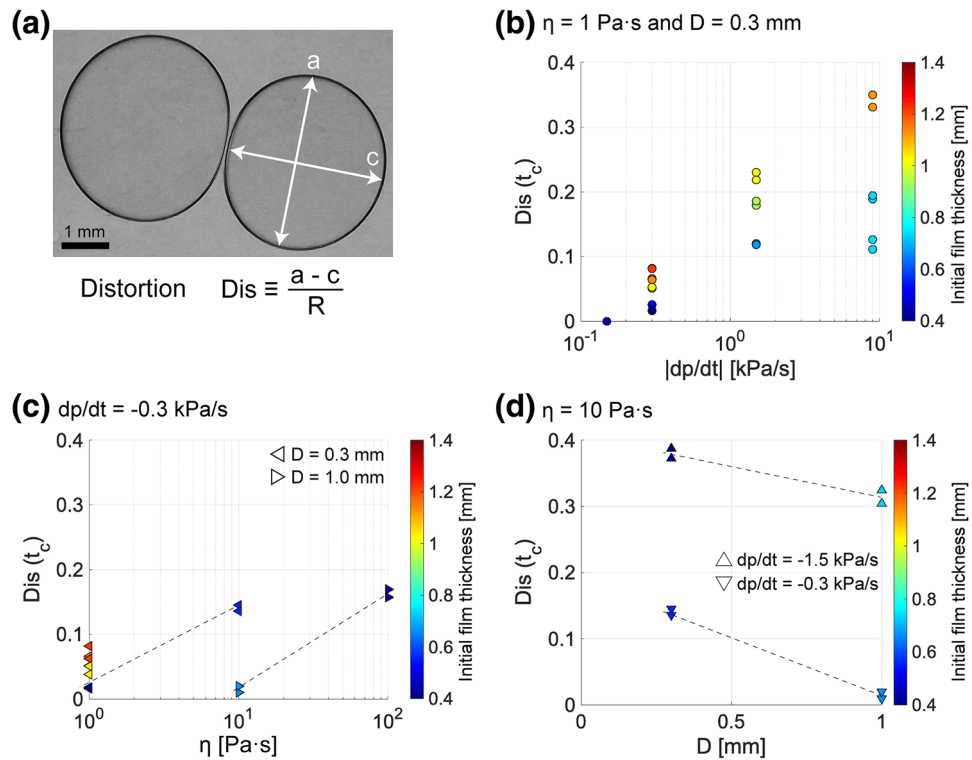 (a)
a
c
1 mm
Distortion Dis ≡ a - c
R
(b) η = 1 Pa·s and D = 0.3 mm
0.4
0.3
0.2
0.1
0
Dis (t_c)
10^-1
10^0
10^1
|dp/dt| [kPa/s]
1.4
1.2
1
0.8
0.6
0.4
Initial film thickness [mm]
(c) dp/dt = -0.3 kPa/s
D = 0.3 mm
D = 1.0 mm
0.4
0.3
0.2
0.1
0
Dis (t_c)
10^0
10^1
10^2
η [Pa·s]
1.4
1.2
1
0.8
0.6
0.4
Initial film thickness [mm]
(d) η = 10 Pa·s
dp/dt = -1.5 kPa/s
dp/dt = -0.3 kPa/s
0.4
0.3
0.2
0.1
0
Dis (t_c)
0
0.5
1
D [mm]
1.4
1.2
1
0.8
0.6
0.4
Initial film thickness [mm]